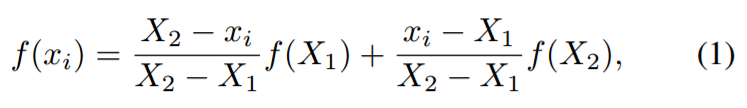 f(x_i) = \frac{X_2 - x_i}{X_2 - X_1} f(X_1) + \frac{x_i - X_1}{X_2 - X_1} f(X_2), (1)